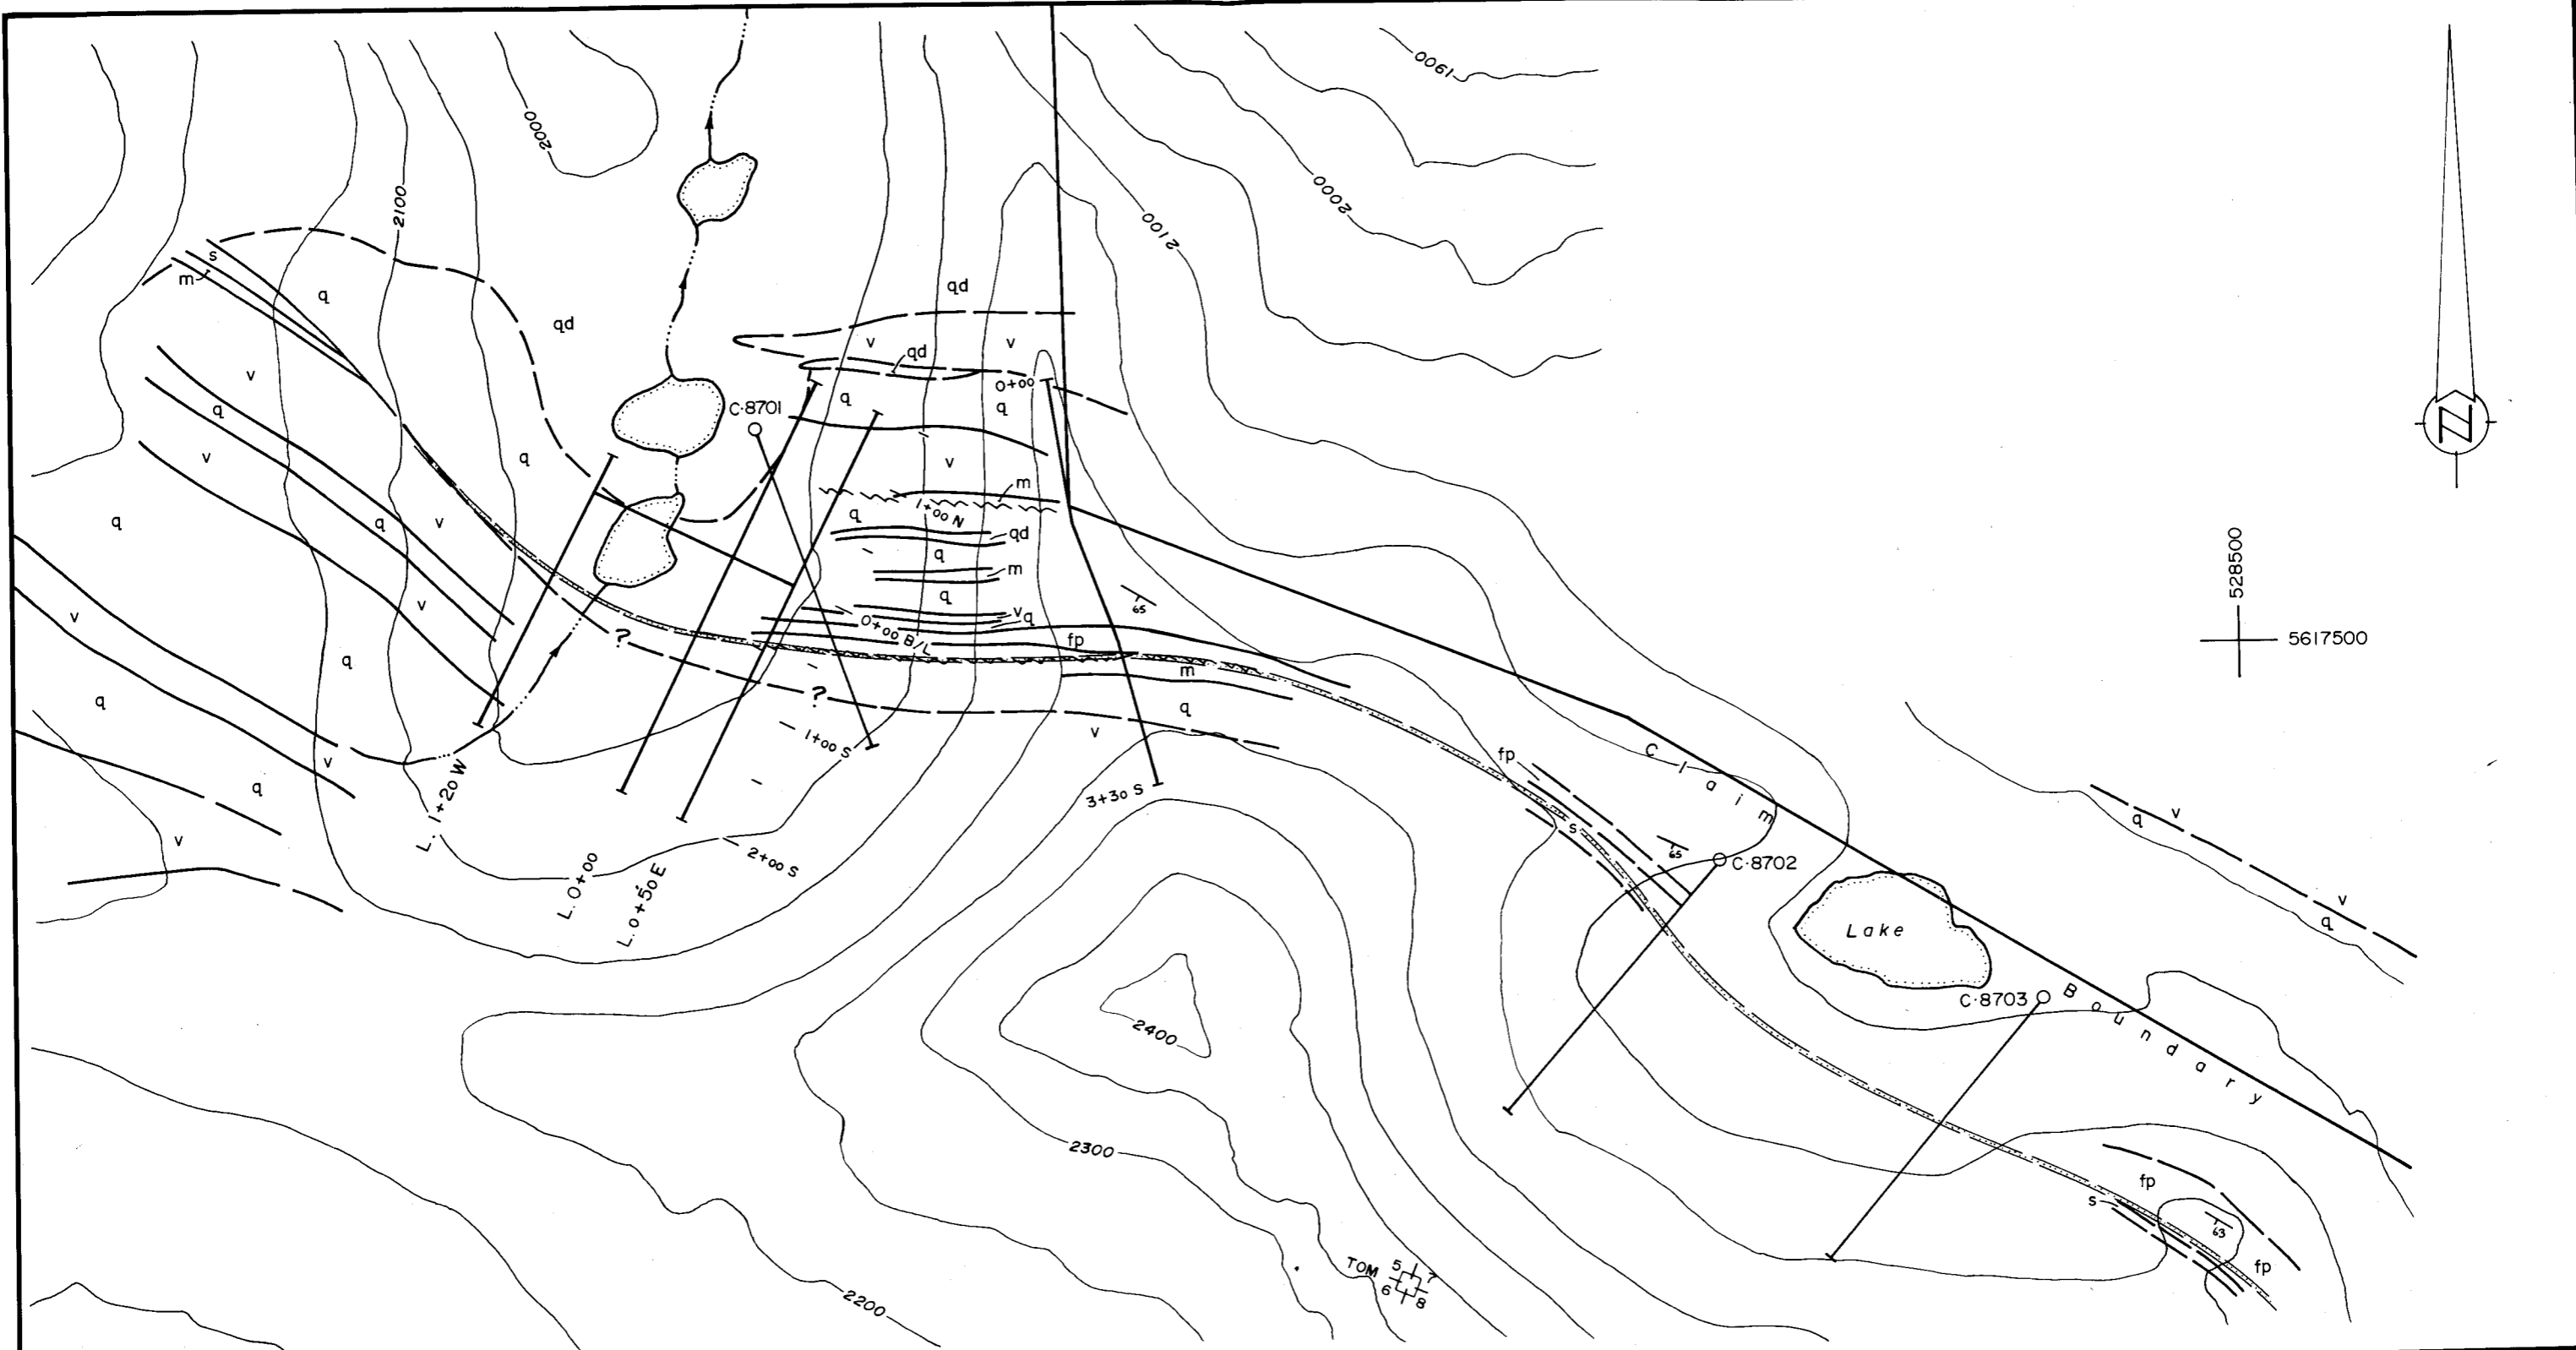 1900
2000
2000
2100
2100
s
m
q
qd
qd
v
v
qd
0+00
q
q
C·8701
v
q
v
q
v
m
1+00 N
q
qd
q
m
q
v
q
q
q
v
v
v
q
q
0+00 B/L
fp
65
?
?
m
q
v
528500
5617500
1+00 S
3+30 S
2+00 S
L. 1+20 W
L. 0+00
L. 0+50 E
q
v
q
v
fp
s
65
C·8702
Claim
Boundary
Lake
C·8703
v
q
v
q
2400
2300
2200
TOM
5
7
6
8
fp
s
63
fp
N